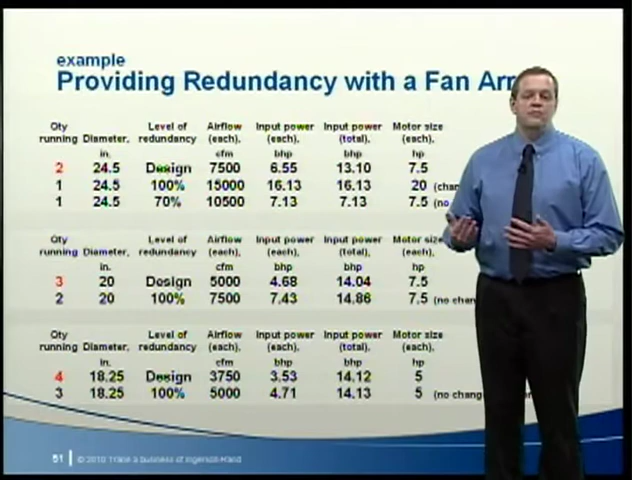 example
Providing Redundancy with a Fan Arr
Qty running Diameter, in. Level of redundancy Airflow (each), cfm Input power (each), bhp Input power (total), bhp Motor size (each), hp
2 24.5 Design 7500 6.55 13.10 7.5
1 24.5 100% 15000 16.13 16.13 20 (chan
1 24.5 70% 10500 7.13 7.13 7.5 (no
Qty running Diameter, in. Level of redundancy Airflow (each), cfm Input power (each), bhp Input power (total), bhp Motor size (each), hp
3 20 Design 5000 4.68 14.04 7.5
2 20 100% 7500 7.43 14.86 7.5 (no chan
Qty running Diameter, in. Level of redundancy Airflow (each), cfm Input power (each), bhp Input power (total), bhp Motor size (each), hp
4 18.25 Design 3750 3.53 14.12 5
3 18.25 100% 5000 4.71 14.13 5 (no chang
51 © 2010 Trane a business of Ingersoll-Rand